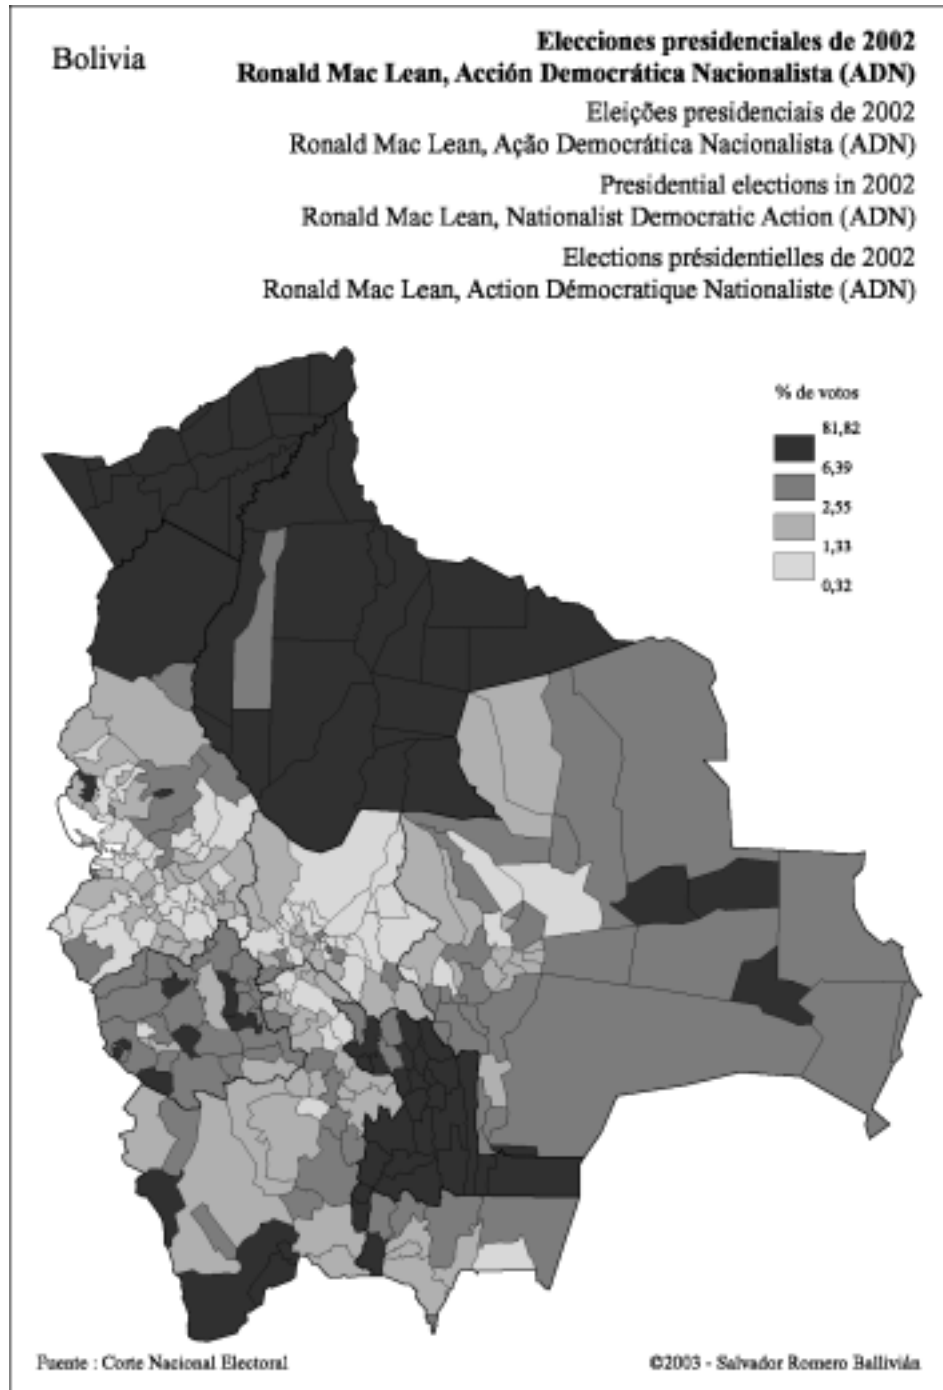 Bolivia
Elecciones presidenciales de 2002
Ronald Mac Lean, Acción Democrática Nacionalista (ADN)
Eleições presidenciais de 2002
Ronald Mac Lean, Ação Democrática Nacionalista (ADN)
Presidential elections in 2002
Ronald Mac Lean, Nationalist Democratic Action (ADN)
Elections présidentielles de 2002
Ronald Mac Lean, Action Démocratique Nationaliste (ADN)
% de votos
81,82
6,39
2,55
1,33
0,32
Fuente : Corte Nacional Electoral
©2003 - Salvador Romero Ballivián